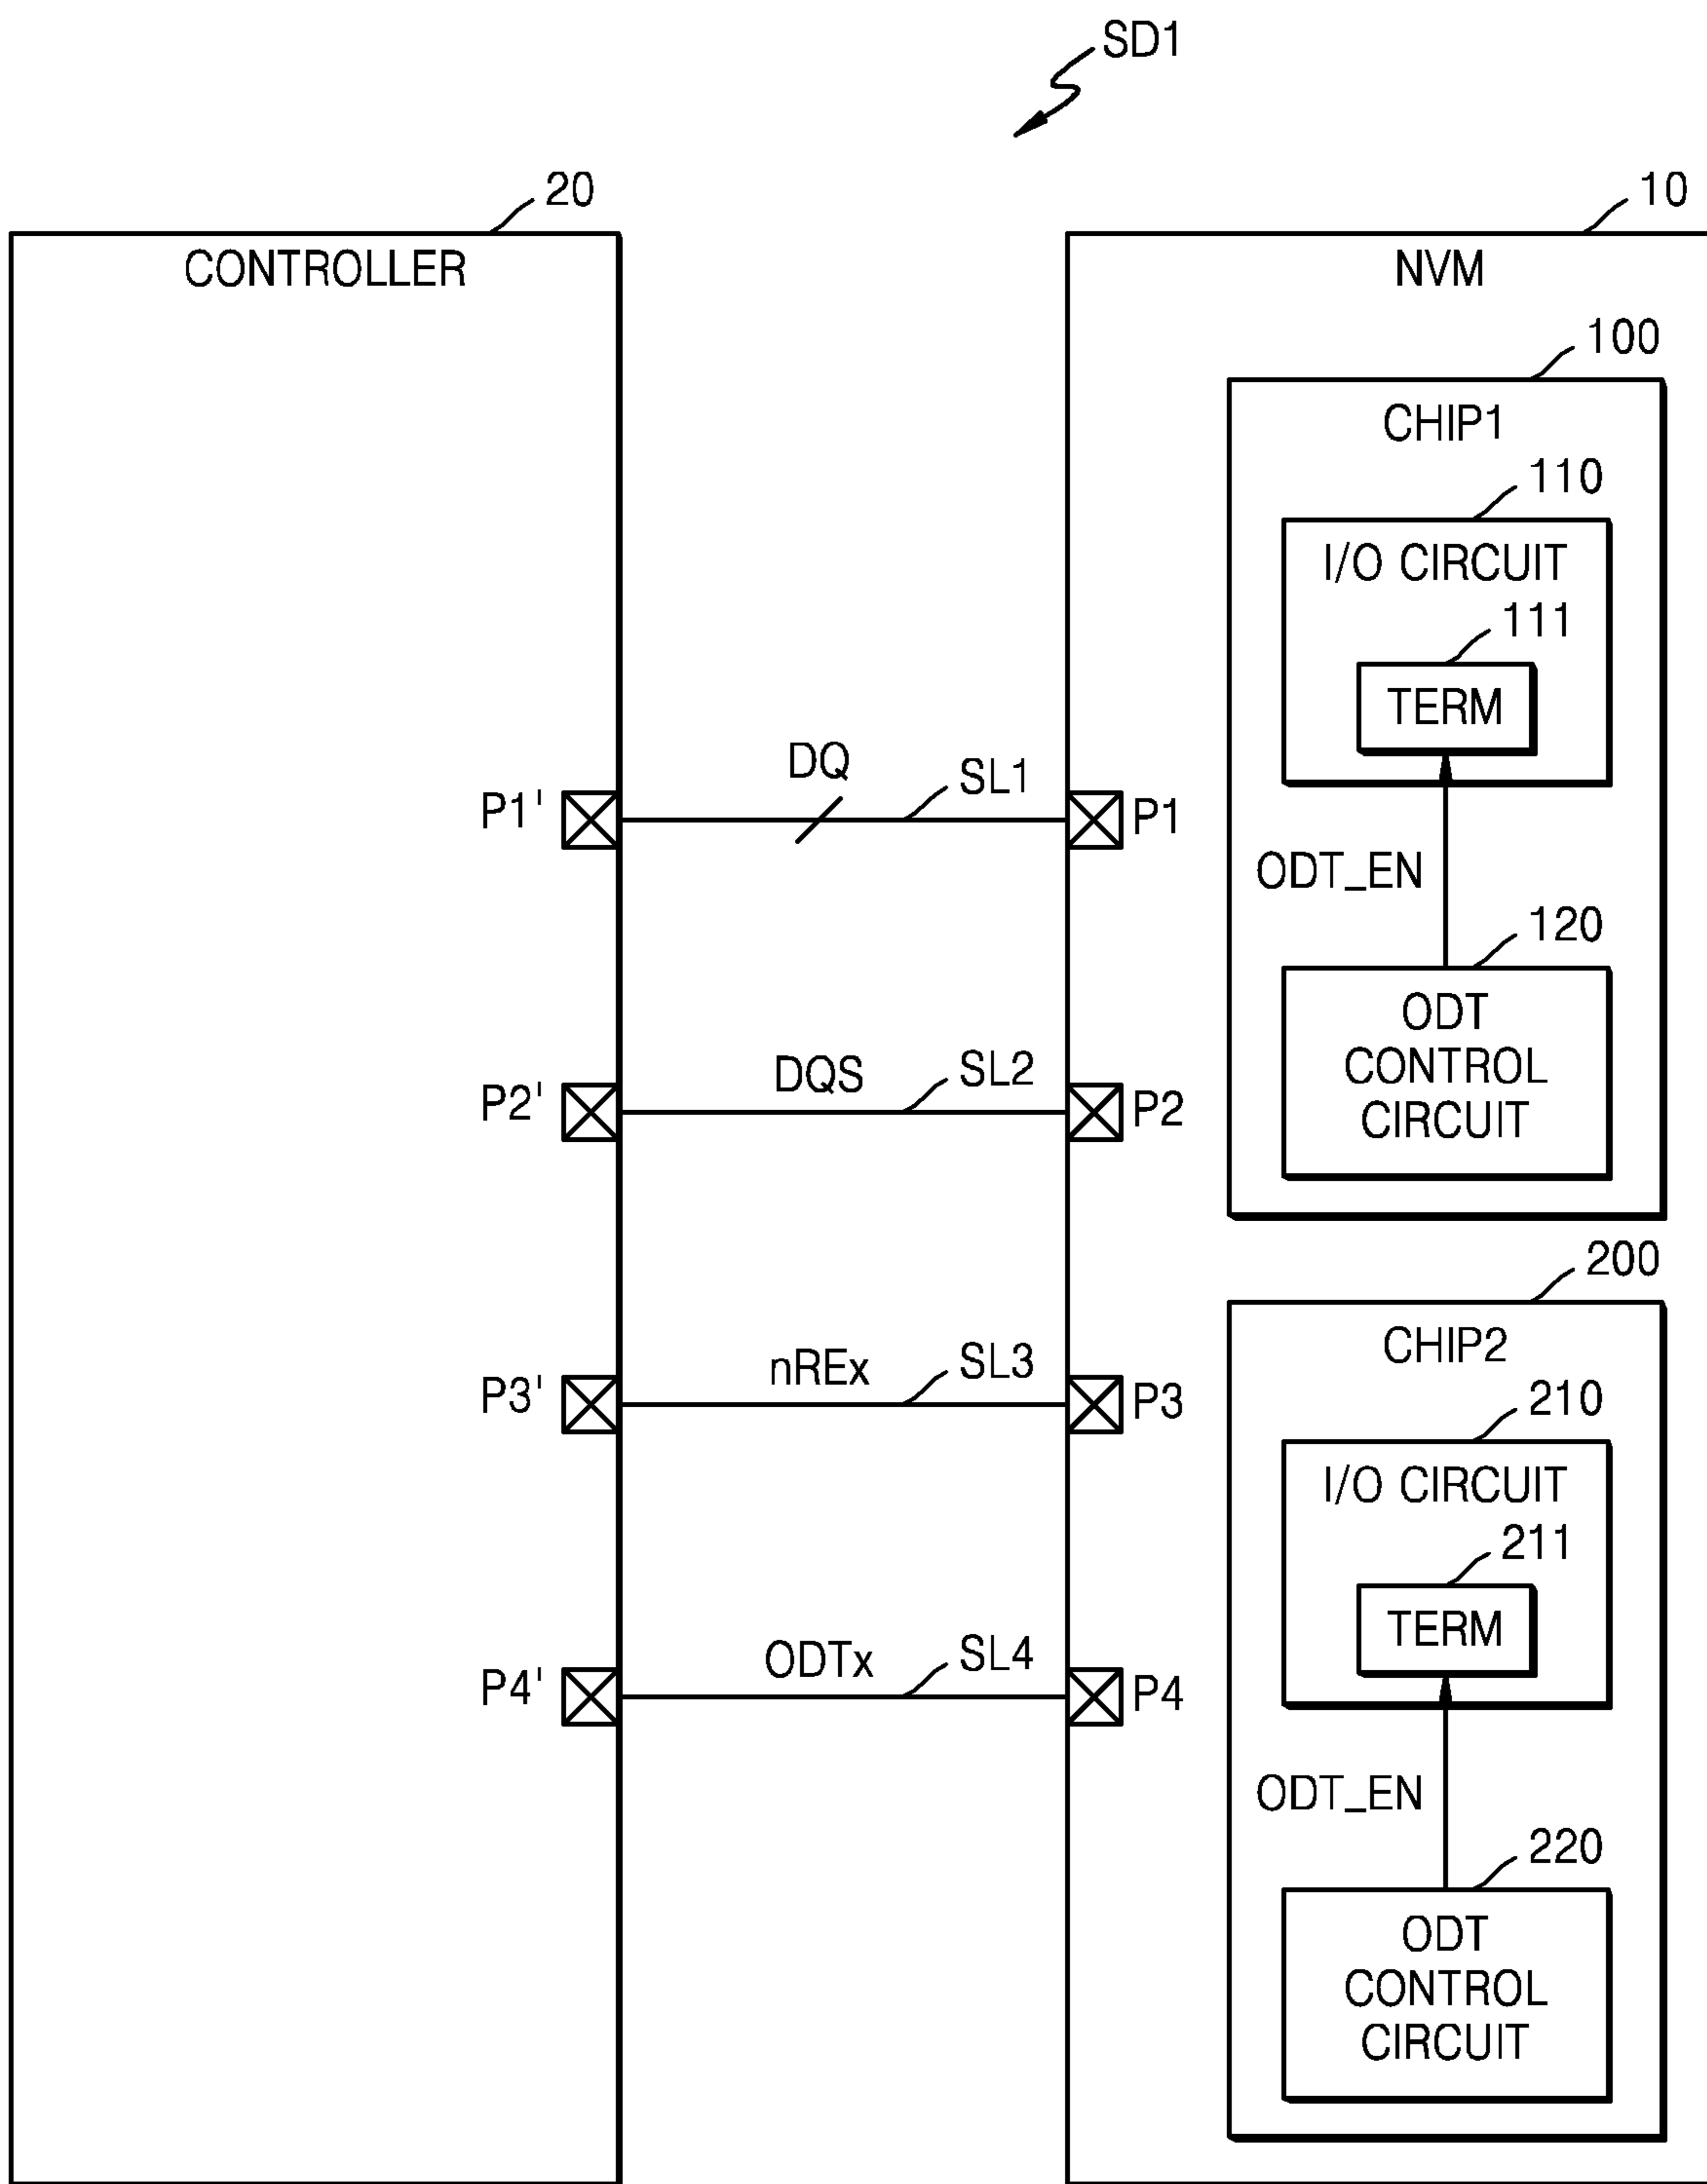 SD1
20
CONTROLLER
10
NVM
100
CHIP1
110
I/O CIRCUIT
111
TERM
ODT_EN
120
ODT
CONTROL
CIRCUIT
P1'
DQ
SL1
P1
P2'
DQS
SL2
P2
P3'
nREx
SL3
P3
P4'
ODTx
SL4
P4
200
CHIP2
210
I/O CIRCUIT
211
TERM
ODT_EN
220
ODT
CONTROL
CIRCUIT